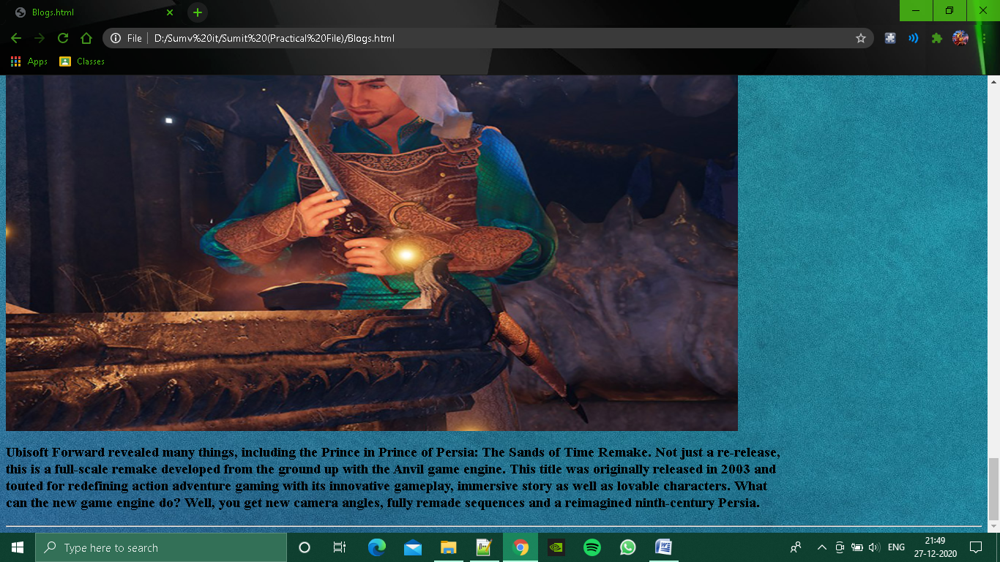 Blogs.html
File
D:/Sumv%20it/Sumit%20(Practical%20File)/Blogs.html
Apps
Classes
Ubisoft Forward revealed many things, including the Prince in Prince of Persia: The Sands of Time Remake. Not just a re-release,
this is a full-scale remake developed from the ground up with the Anvil game engine. This title was originally released in 2003 and
touted for redefining action adventure gaming with its innovative gameplay, immersive story as well as lovable characters. What
can the new game engine do? Well, you get new camera angles, fully remade sequences and a reimagined ninth-century Persia.
Type here to search
ENG
21:49
27-12-2020